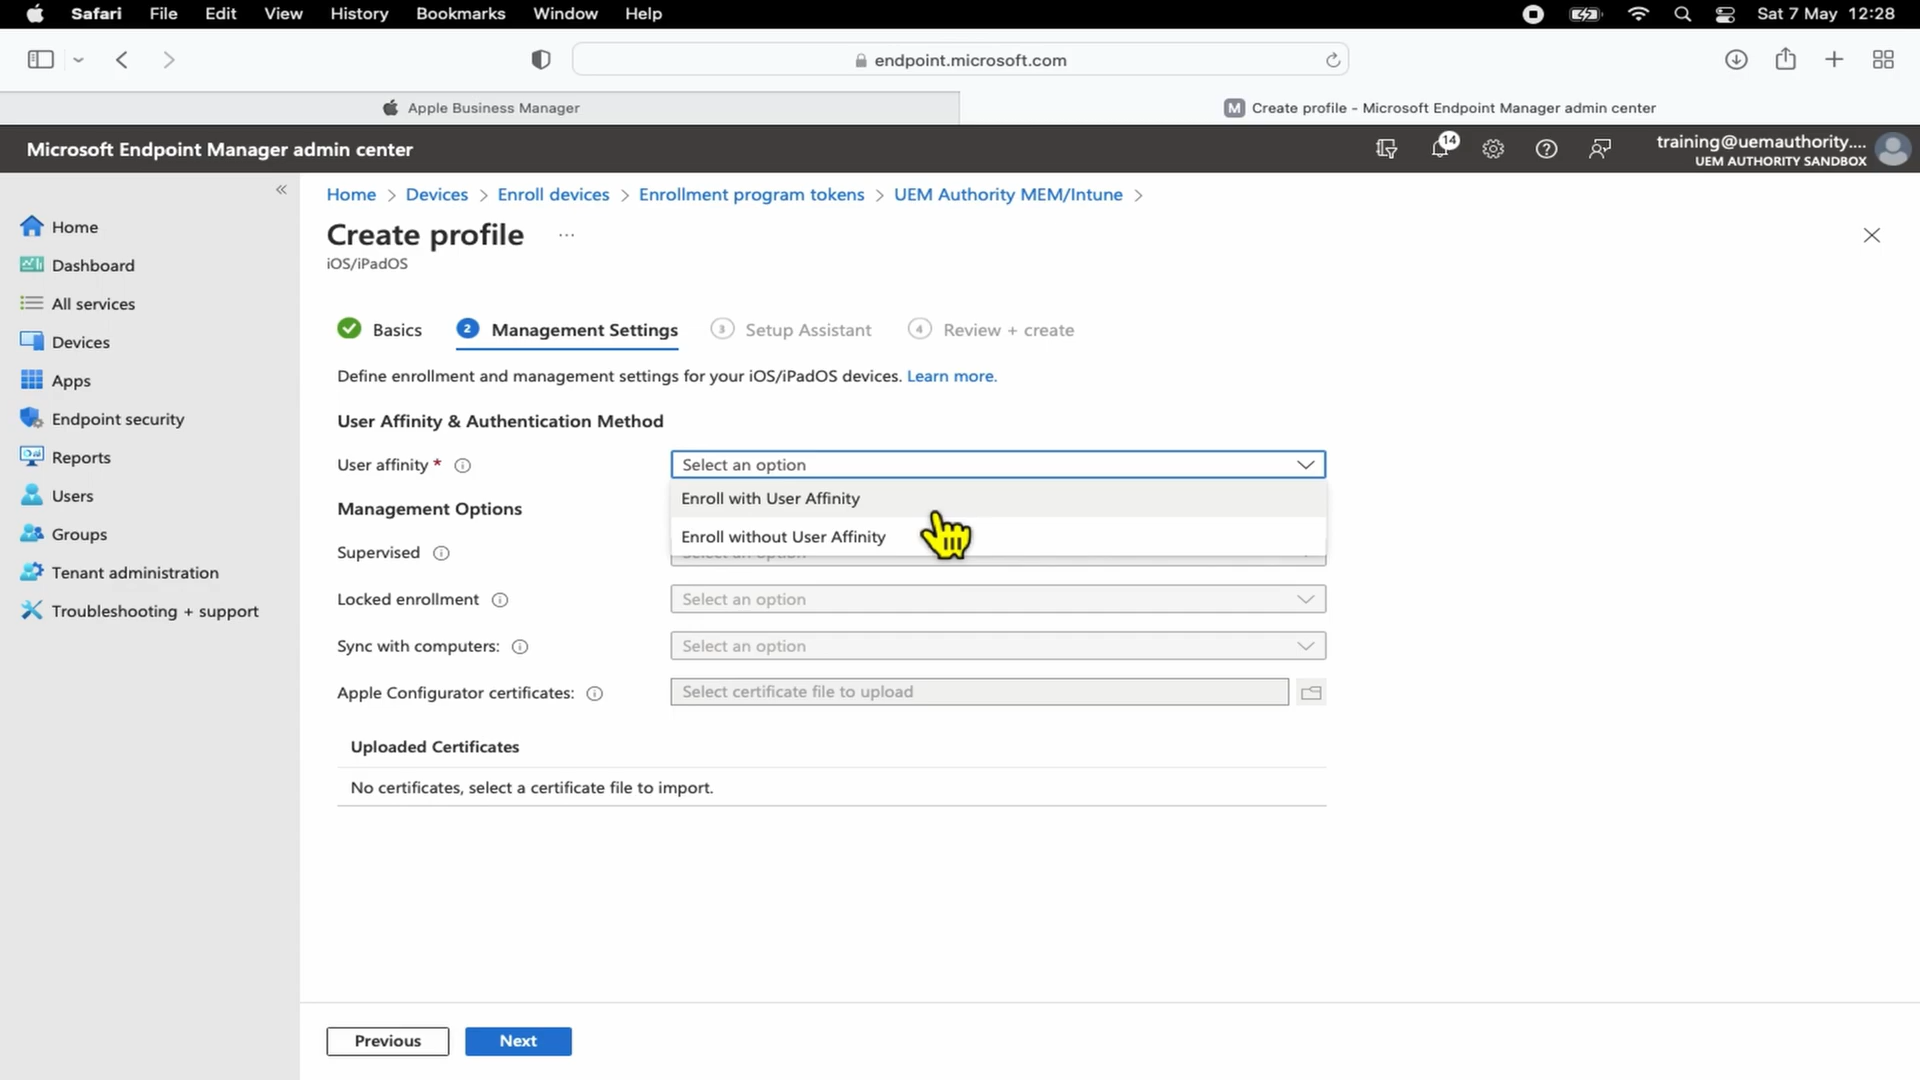 Safari File Edit View History Bookmarks Window Help Sat 7 May 12:28
endpoint.microsoft.com
Apple Business Manager
M Create profile - Microsoft Endpoint Manager admin center
Microsoft Endpoint Manager admin center
14
training@uemauthority....
UEM AUTHORITY SANDBOX
Home
Dashboard
All services
Devices
Apps
Endpoint security
Reports
Users
Groups
Tenant administration
Troubleshooting + support
Home > Devices > Enroll devices > Enrollment program tokens > UEM Authority MEM/Intune >
Create profile ...
iOS/iPadOS
Basics 2 Management Settings 3 Setup Assistant 4 Review + create
Define enrollment and management settings for your iOS/iPadOS devices. Learn more.
User Affinity & Authentication Method
User affinity * Select an option
Enroll with User Affinity
Enroll without User Affinity
Management Options
Supervised Select an option
Locked enrollment Select an option
Sync with computers: Select an option
Apple Configurator certificates: Select certificate file to upload
Uploaded Certificates
No certificates, select a certificate file to import.
Previous Next